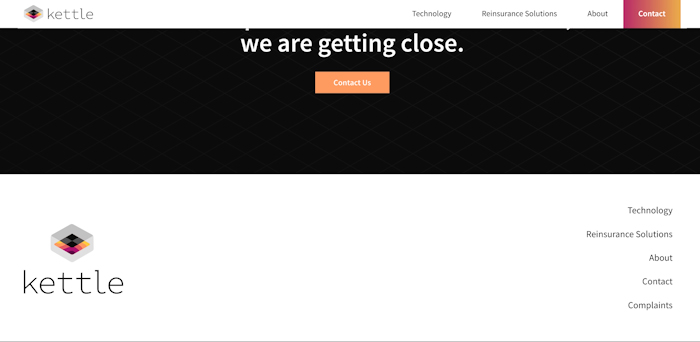 kettle
Technology
Reinsurance Solutions
About
Contact
we are getting close.
Contact Us
kettle
Technology
Reinsurance Solutions
About
Contact
Complaints